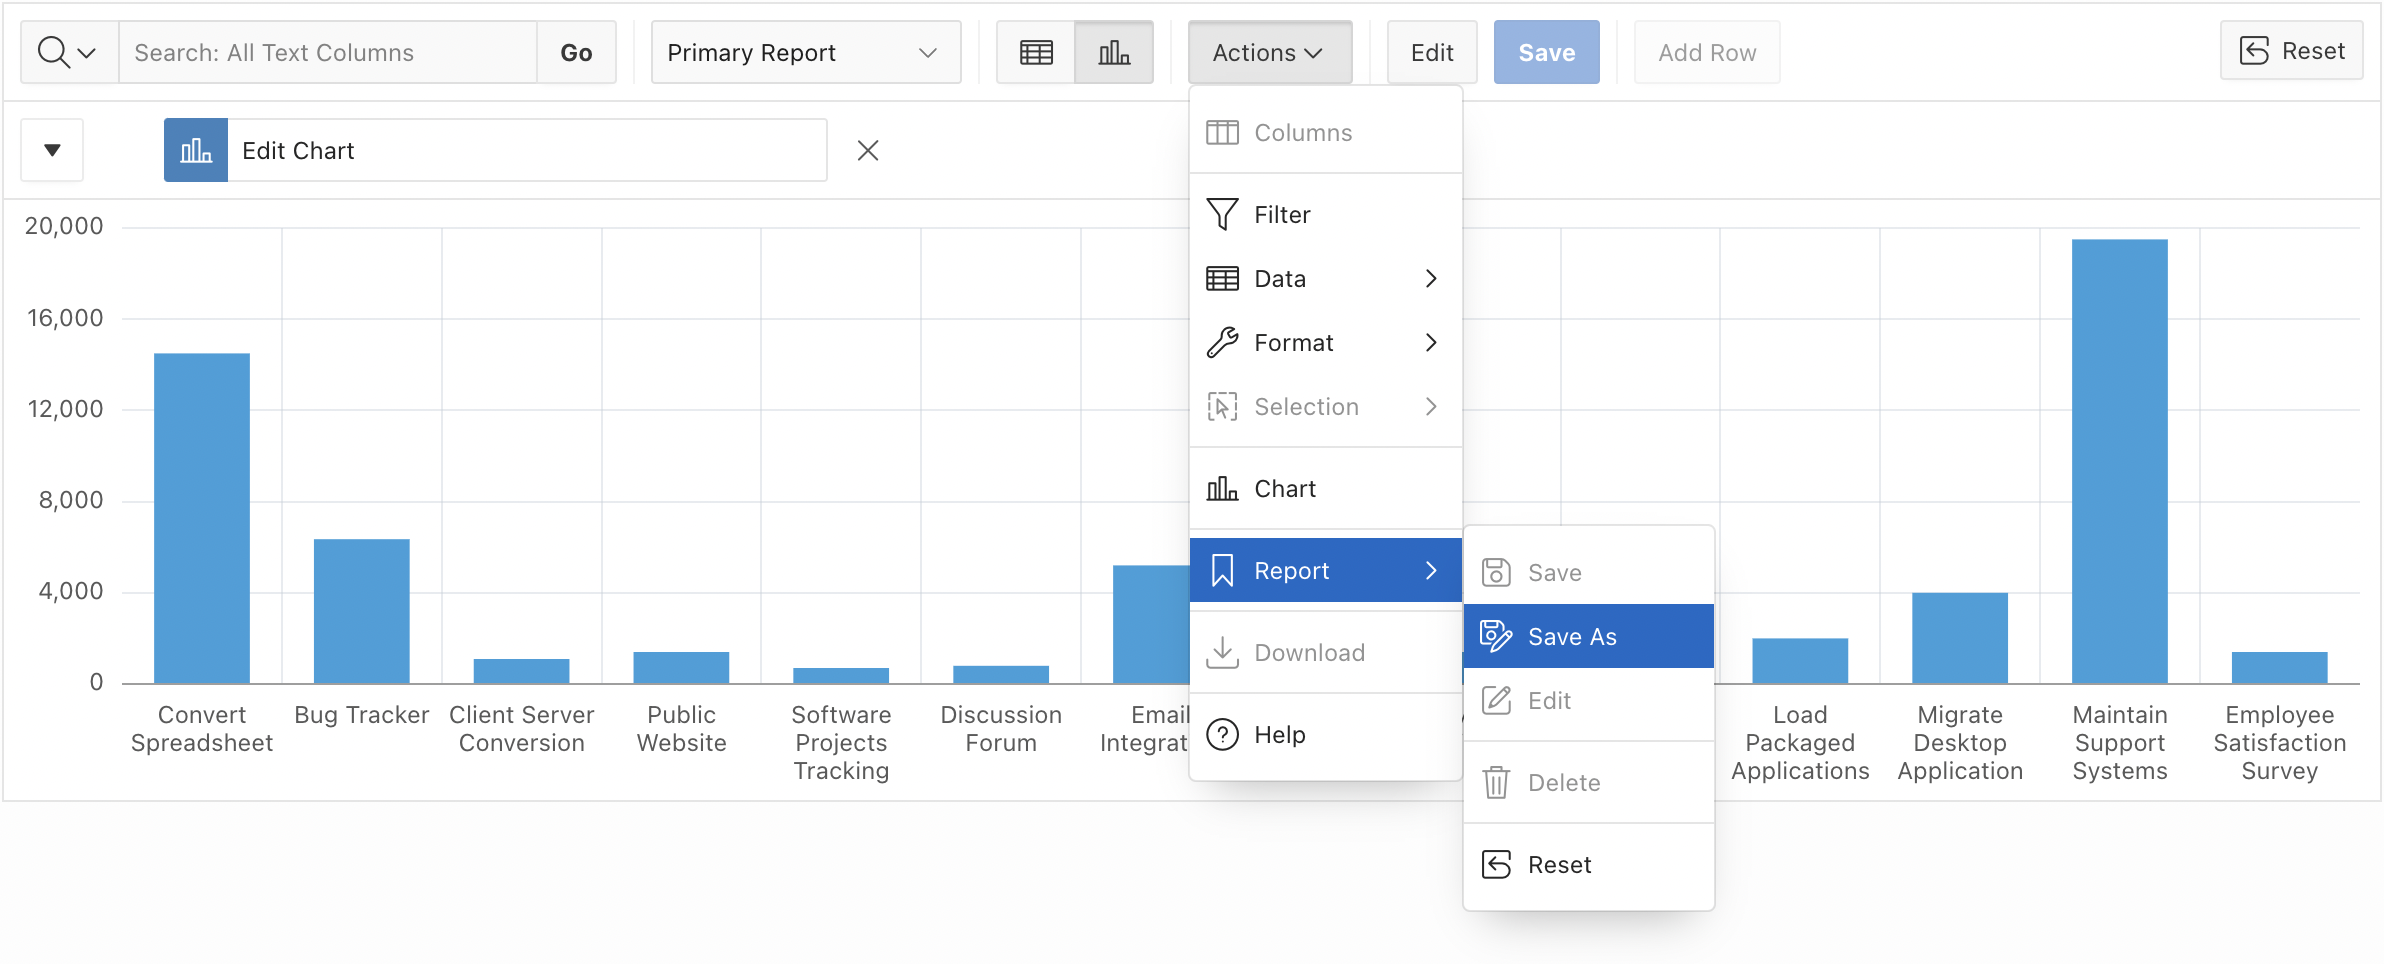 Search: All Text Columns
Go
Primary Report
Actions
Edit
Save
Add Row
Reset
Edit Chart
Columns
Filter
Data
Format
Selection
Chart
Report
Download
Help
Save
Save As
Edit
Delete
Reset
20,000
16,000
12,000
8,000
4,000
0
Convert
Spreadsheet
Bug Tracker
Client Server
Conversion
Public
Website
Software
Projects
Tracking
Discussion
Forum
Email
Load
Packaged
Applications
Migrate
Desktop
Application
Maintain
Support
Systems
Employee
Satisfaction
Survey